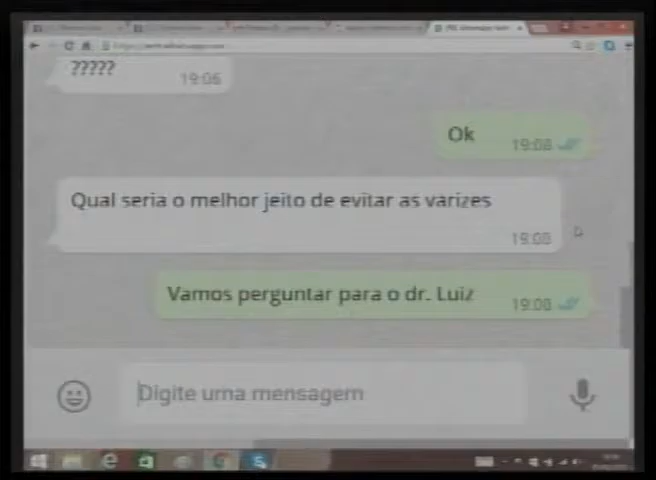 ?????
19:06
Ok
19:08
Qual seria o melhor jeito de evitar as varizes
19:08
Vamos perguntar para o dr. Luiz
19:08
Digite uma mensagem